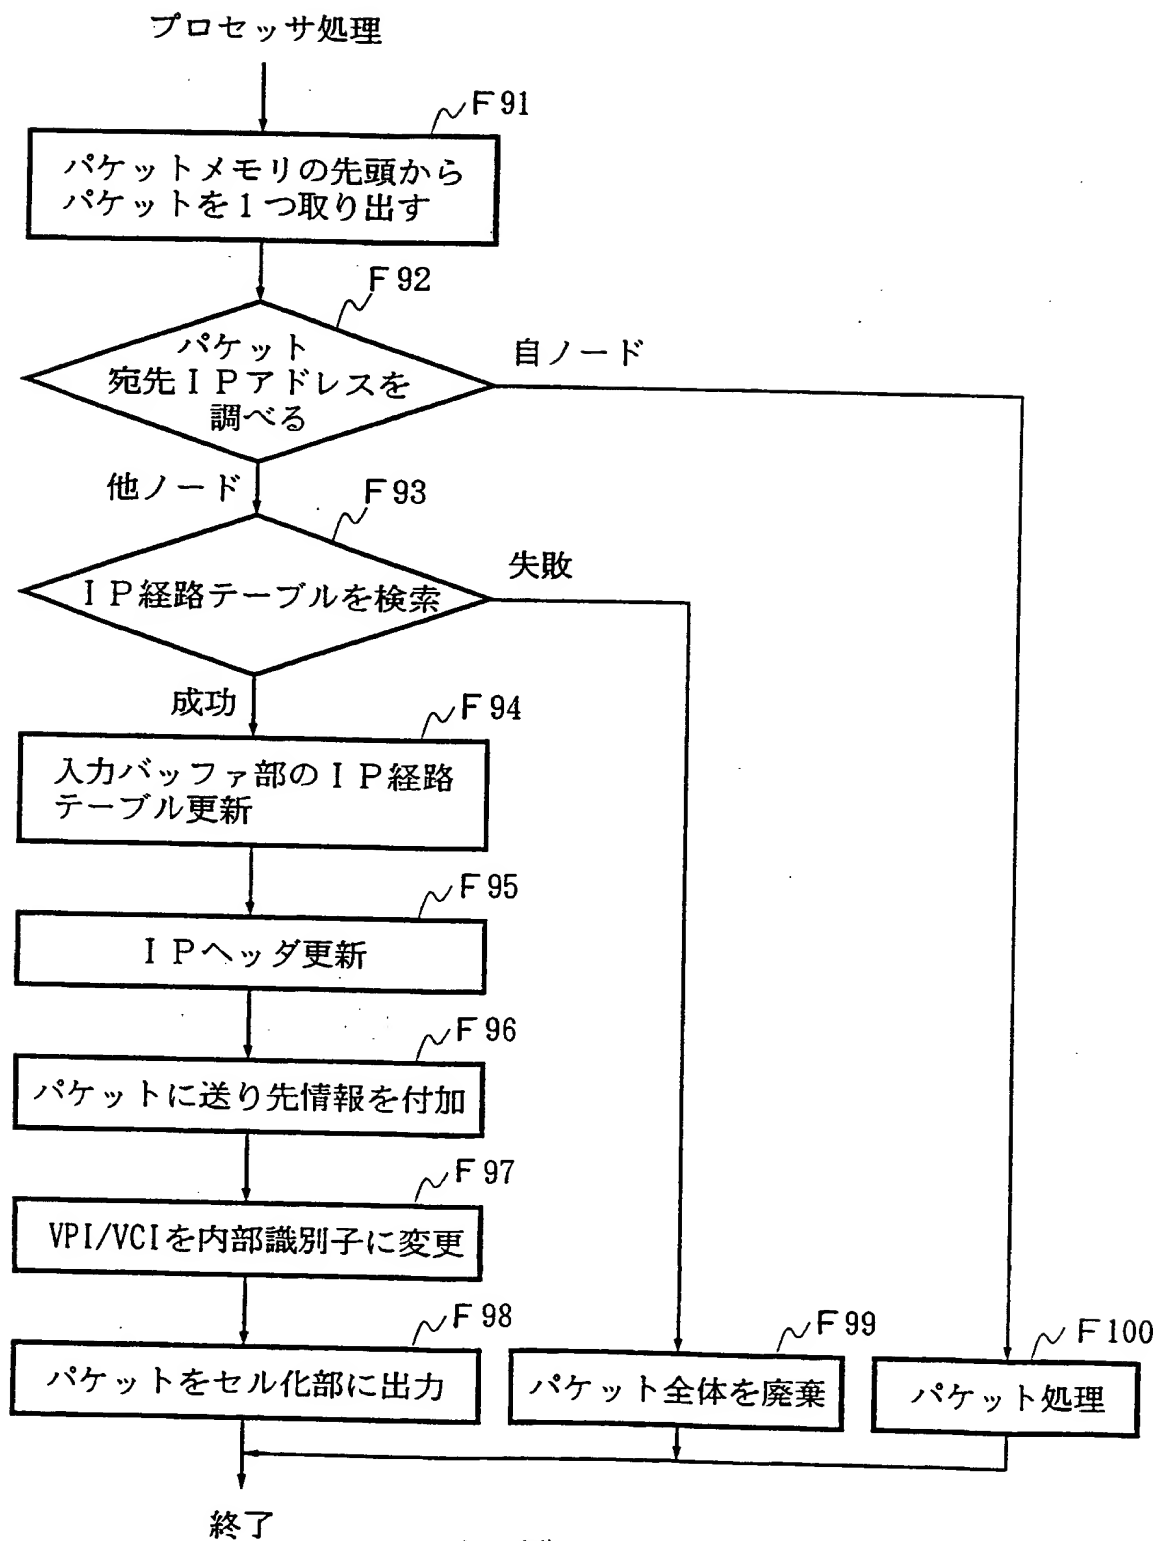 プロセッサ処理
F91
パケットメモリの先頭から
パケットを1つ取り出す
F92
パケット
宛先IPアドレスを
調べる
自ノード
他ノード
F93
IP経路テーブルを検索
失敗
成功
F94
入力バッファ部のIP経路
テーブル更新
F95
IPヘッダ更新
F96
パケットに送り先情報を付加
F97
VPI/VCIを内部識別子に変更
F98
パケットをセル化部に出力
F99
パケット全体を廃棄
F100
パケット処理
終了